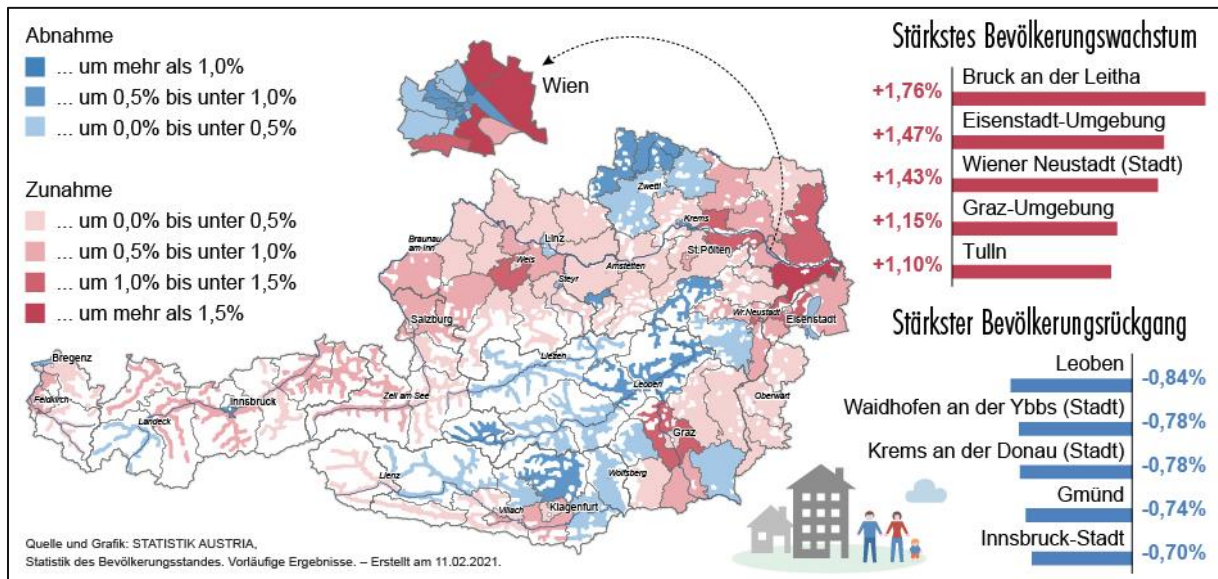 Abnahme
... um mehr als 1,0%
... um 0,5% bis unter 1,0%
... um 0,0% bis unter 0,5%
Zunahme
... um 0,0% bis unter 0,5%
... um 0,5% bis unter 1,0%
... um 1,0% bis unter 1,5%
... um mehr als 1,5%
Wien
Zwettl
Krems
Linz
Braunau
am Inn
Wels
St.Pölten
Amstetten
Steyr
Salzburg
Wr.Neustadt
Eisenstadt
Bregenz
Liezen
Innsbruck
Leoben
Feldkirch
Zell am See
Oberwart
Landeck
Graz
Lienz
Wolfsberg
Villach
Klagenfurt
Quelle und Grafik: STATISTIK AUSTRIA,
Statistik des Bevölkerungsstandes. Vorläufige Ergebnisse. – Erstellt am 11.02.2021.
Stärkstes Bevölkerungswachstum
Bruck an der Leitha
+1,76%
Eisenstadt-Umgebung
+1,47%
Wiener Neustadt (Stadt)
+1,43%
Graz-Umgebung
+1,15%
Tulln
+1,10%
Stärkster Bevölkerungsrückgang
Leoben
-0,84%
Waidhofen an der Ybbs (Stadt)
-0,78%
Krems an der Donau (Stadt)
-0,78%
Gmünd
-0,74%
Innsbruck-Stadt
-0,70%